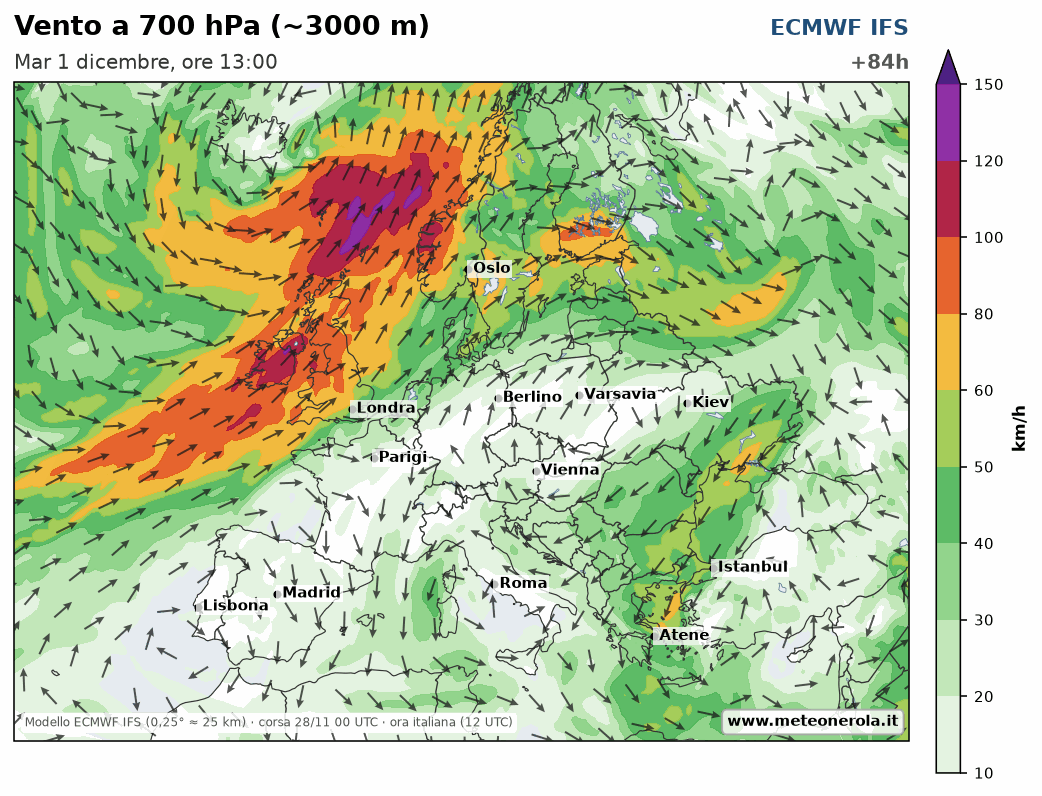 Vento a 700 hPa (~3000 m)
ECMWF IFS
Mar 1 dicembre, ore 13:00
+84h
150
120
100
80
60
50
40
30
20
10
km/h
Oslo
Londra
Berlino
Varsavia
Kiev
Parigi
Vienna
Istanbul
Roma
Madrid
Lisbona
Atene
Modello ECMWF IFS (0,25° ≈ 25 km) · corsa 28/11 00 UTC · ora italiana (12 UTC)
www.meteonerola.it